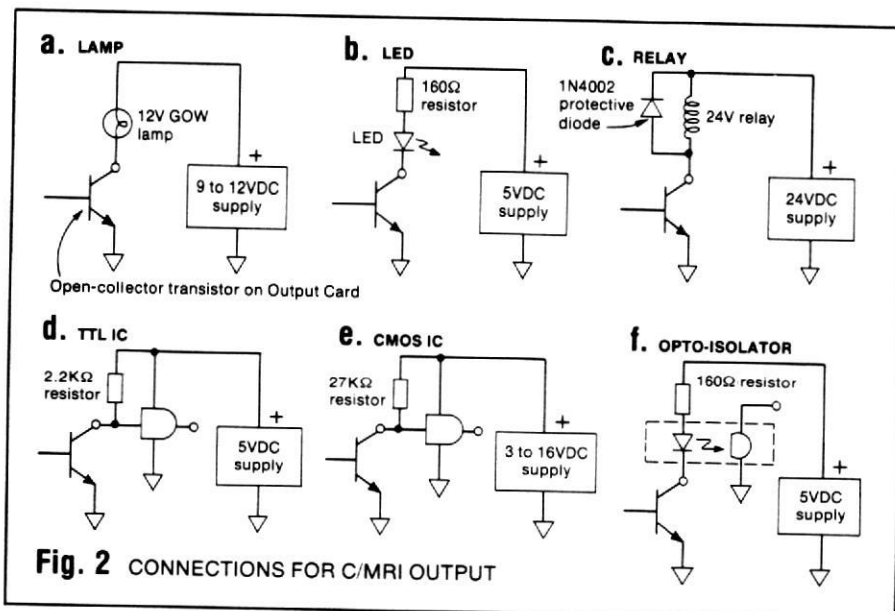 a. LAMP
12V GOW
lamp
+
9 to 12VDC
supply
Open-collector transistor on Output Card
b. LED
160Ω
resistor
LED
+
5VDC
supply
c. RELAY
1N4002
protective
diode
24V relay
+
24VDC
supply
d. TTL IC
2.2KΩ
resistor
+
5VDC
supply
e. CMOS IC
27KΩ
resistor
+
3 to 16VDC
supply
f. OPTO-ISOLATOR
160Ω resistor
+
5VDC
supply
Fig. 2 CONNECTIONS FOR C/MRI OUTPUT